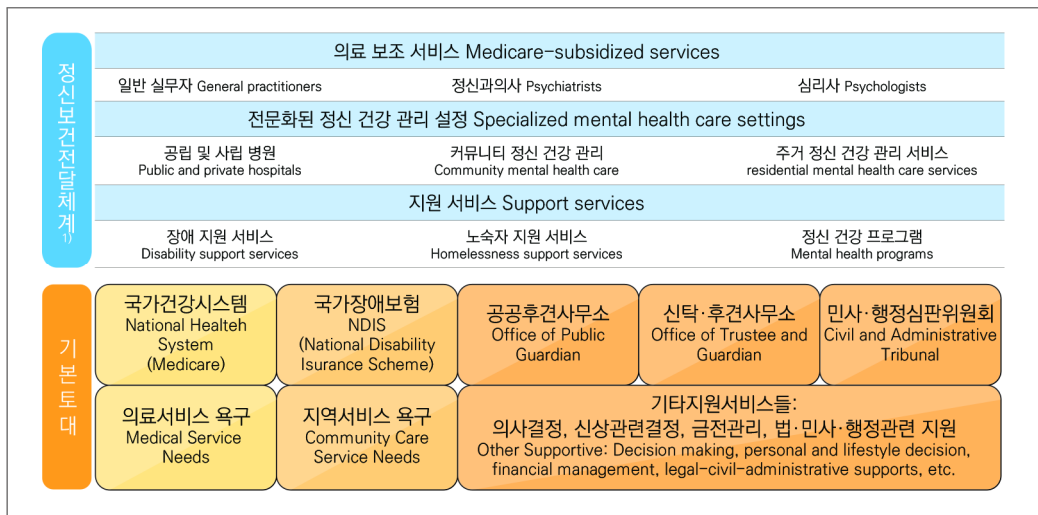 정신보건전달체계1)
의료 보조 서비스 Medicare-subsidized services
일반 실무자 General practitioners
정신과의사 Psychiatrists
심리사 Psychologists
전문화된 정신 건강 관리 설정 Specialized mental health care settings
공립 및 사립 병원
Public and private hospitals
커뮤니티 정신 건강 관리
Community mental health care
주거 정신 건강 관리 서비스
residential mental health care services
지원 서비스 Support services
장애 지원 서비스
Disability support services
노숙자 지원 서비스
Homelessness support services
정신 건강 프로그램
Mental health programs
기본토대
국가건강시스템
National Healteh
System
(Medicare)
국가장애보험
NDIS
(National Disability
Isurance Scheme)
공공후견사무소
Office of Public
Guardian
신탁·후견사무소
Office of Trustee and
Guardian
민사·행정심판위원회
Civil and Administrative
Tribunal
의료서비스 욕구
Medical Service
Needs
지역서비스 욕구
Community Care
Service Needs
기타지원서비스들:
의사결정, 신상관련결정, 금전관리, 법·민사·행정관련 지원
Other Supportive: Decision making, personal and lifestyle decision,
financial management, legal-civil-administrative supports, etc.